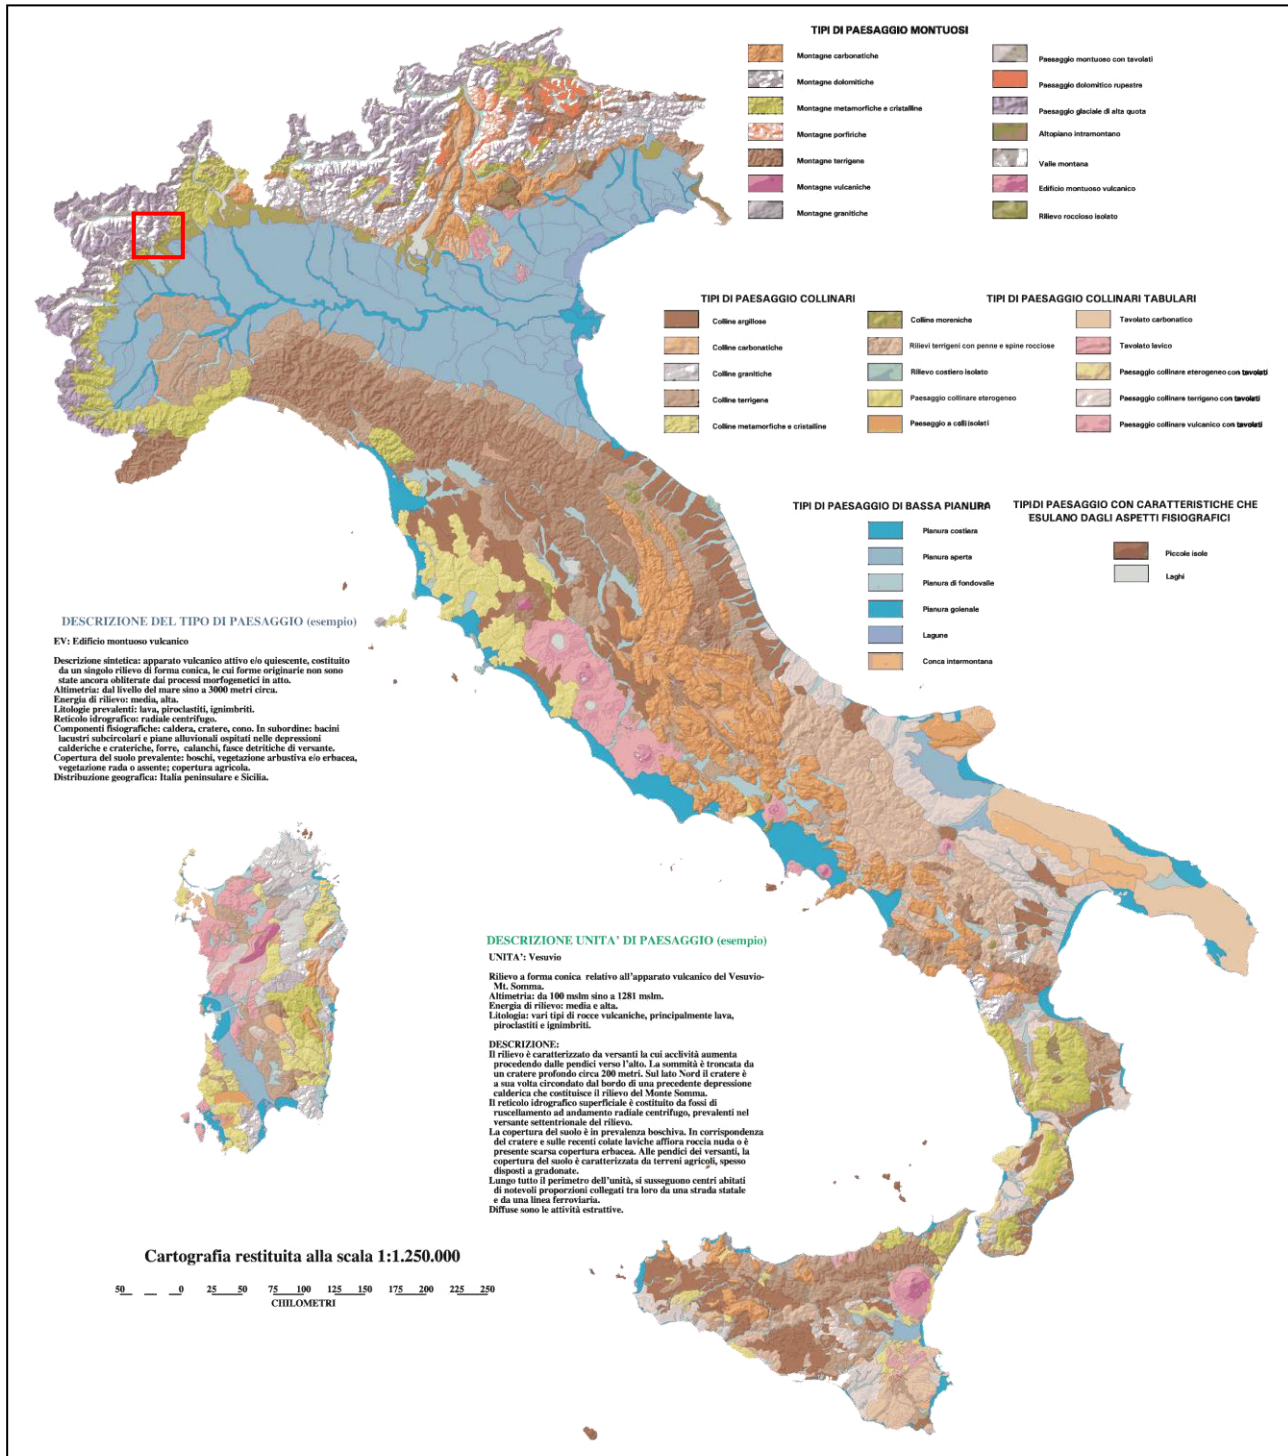 TIPI DI PAESAGGIO MONTUOSI
Montagne carbonatiche
Montagne dolomitiche
Montagne metamorfiche e cristalline
Montagne porfiriche
Montagne terrigene
Montagne vulcaniche
Montagne granitiche
Paesaggio montuoso con tavolati
Paesaggio dolomitico rupestre
Paesaggio glaciale di alta quota
Altopiano intramontano
Valle montana
Edificio montuoso vulcanico
Rilievo roccioso isolato
TIPI DI PAESAGGIO COLLINARI
Colline argillose
Colline carbonatiche
Colline granitiche
Colline terrigene
Colline metamorfiche e cristalline
Colline moreniche
Rilievi terrigeni con penne e spine rocciose
Rilievo costiero isolato
Paesaggio collinare eterogeneo
Paesaggio a colli isolati
TIPI DI PAESAGGIO COLLINARI TABULARI
Tavolato carbonatico
Tavolato lavico
Paesaggio collinare eterogeneo con tavolati
Paesaggio collinare terrigeno con tavolati
Paesaggio collinare vulcanico con tavolati
TIPI DI PAESAGGIO DI BASSA PIANURA
Pianura costiera
Pianura aperta
Pianura di fondovalle
Pianura golenale
Lagune
Conca intermontana
TIPI DI PAESAGGIO CON CARATTERISTICHE CHE
ESULANO DAGLI ASPETTI FISIOGRAFICI
Piccole isole
Laghi
DESCRIZIONE DEL TIPO DI PAESAGGIO (esempio)
EV: Edificio montuoso vulcanico
Descrizione sintetica: apparato vulcanico attivo e/o quiescente, costituito
da un singolo rilievo di forma conica, le cui forme originarie non sono
state ancora obliterate dai processi morfogenetici in atto.
Altimetria: dal livello del mare sino a 3000 metri circa.
Energia di rilievo: media, alta.
Litologie prevalenti: lava, piroclastiti, ignimbriti.
Reticolo idrografico: radiale centrifugo.
Componenti fisiografiche: caldera, cratere, cono. In subordine: bacini
lacustri subcircolari e piane alluvionali ospitati nelle depressioni
calderiche e crateriche, forre, calanchi, fasce detritiche di versante.
Copertura del suolo prevalente: boschi, vegetazione arbustiva e/o erbacea,
vegetazione rada o assente; copertura agricola.
Distribuzione geografica: Italia peninsulare e Sicilia.
DESCRIZIONE UNITA' DI PAESAGGIO (esempio)
UNITA': Vesuvio
Rilievo a forma conica relativo all'apparato vulcanico del Vesuvio-
Mt. Somma.
Altimetria: da 100 mslm sino a 1281 mslm.
Energia di rilievo: media e alta.
Litologia: vari tipi di rocce vulcaniche, principalmente lava,
piroclastiti e ignimbriti.
DESCRIZIONE:
Il rilievo è caratterizzato da versanti la cui acclività aumenta
procedendo dalle pendici verso l'alto. La sommità è troncata da
un cratere profondo circa 200 metri. Sul lato Nord il cratere è
a sua volta circondato dal bordo di una precedente depressione
calderica che costituisce il rilievo del Monte Somma.
Il reticolo idrografico superficiale è costituito da fossi di
ruscellamento ad andamento radiale centrifugo, prevalenti nel
versante settentrionale del rilievo.
La copertura del suolo è in prevalenza boschiva. In corrispondenza
del cratere e sulle recenti colate laviche affiora roccia nuda o è
presente scarsa copertura erbacea. Alle pendici dei versanti, la
copertura del suolo è caratterizzata da terreni agricoli, spesso
disposti a gradonate.
Lungo tutto il perimetro dell'unità, si susseguono centri abitati
di notevoli proporzioni collegati tra loro da una strada statale
e da una linea ferroviaria.
Diffuse sono le attività estrattive.
Cartografia restituita alla scala 1:1.250.000
50 0 50 75 100 125 150 175 200 225 250
CHILOMETRI